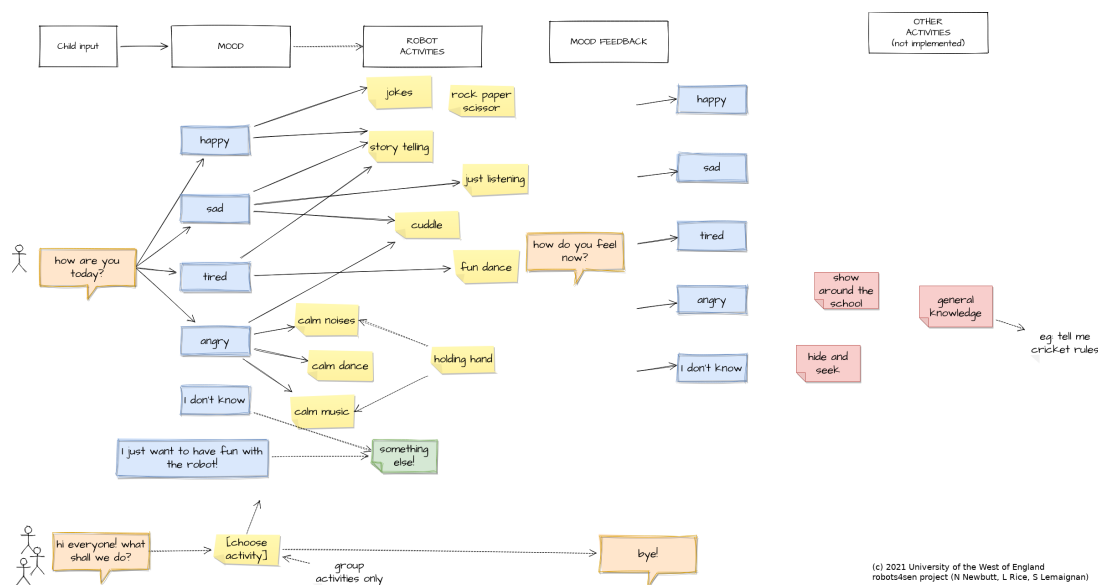 Child input
MOOD
ROBOT
ACTIVITIES
MOOD FEEDBACK
OTHER
ACTIVITIES
(not implemented)
jokes
rock paper
scissor
happy
happy
story telling
sad
just listening
sad
cuddle
tired
how are you
today?
how do you feel
now?
tired
fun dance
show
around the
school
general
knowledge
angry
calm noises
angry
eg: tell me
cricket rules
calm dance
holding hand
hide and
seek
I don't know
I don't know
calm music
I just want to have fun with
the robot!
something
else!
hi everyone! what
shall we do?
[choose
activity]
bye!
group
activities only
(c) 2021 University of the West of England
robots4sen project (N Newbutt, L Rice, S Lemaignan)